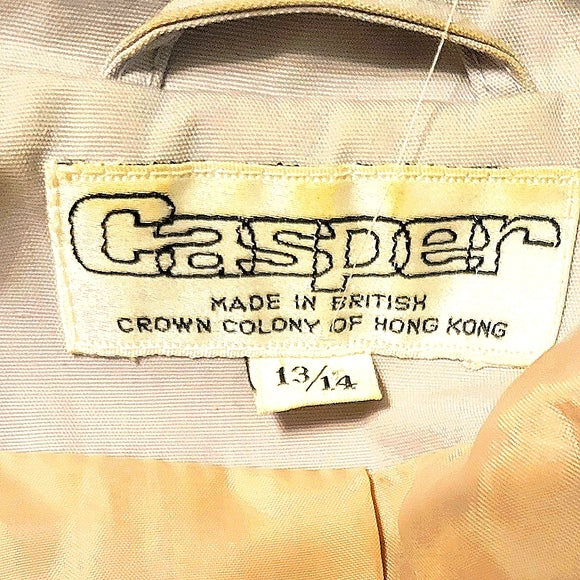 Casper
MADE IN BRITISH
CROWN COLONY OF HONG KONG
13/14